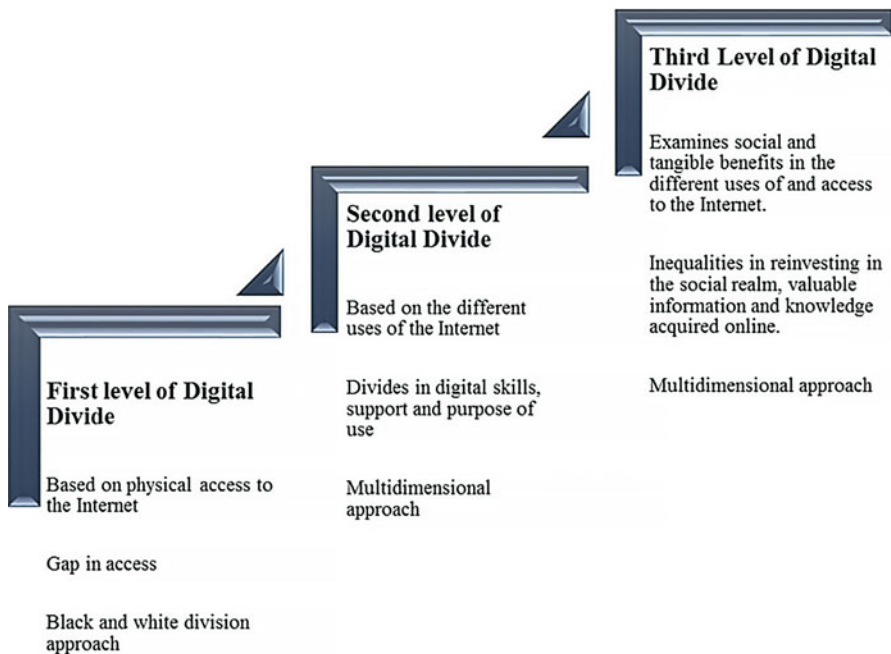 First level of Digital
Divide
Based on physical access to
the Internet
Gap in access
Black and white division
approach
Second level of
Digital Divide
Based on the different
uses of the Internet
Divides in digital skills,
support and purpose of
use
Multidimensional
approach
Third Level of Digital
Divide
Examines social and
tangible benefits in the
different uses of and access
to the Internet.
Inequalities in reinvesting in
the social realm, valuable
information and knowledge
acquired online.
Multidimensional approach